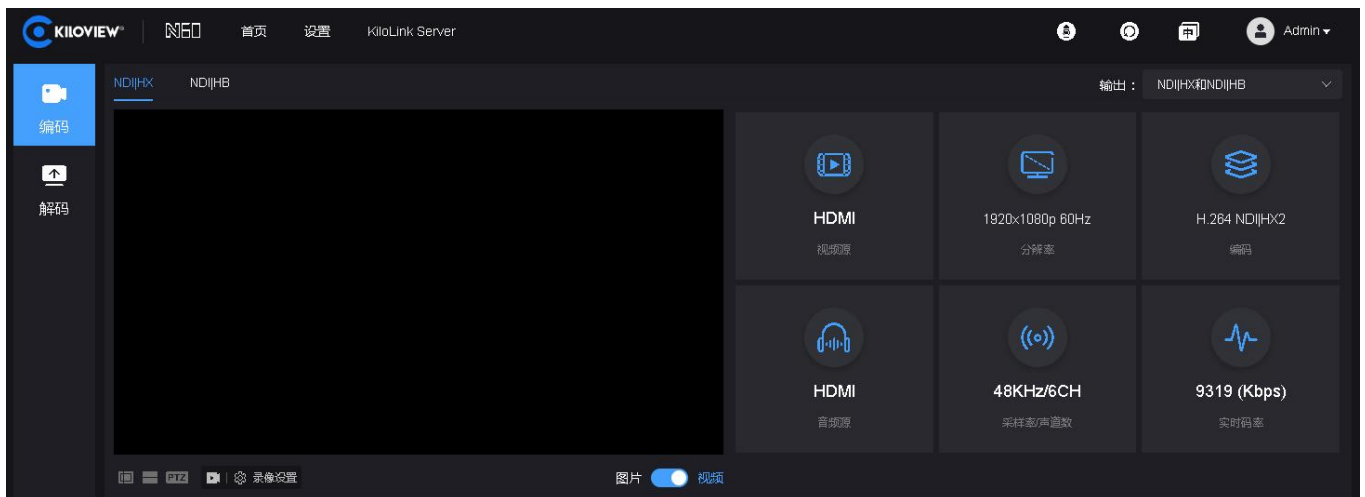 KILOVIEW® N60 首页 设置 KiloLink Server Admin
编码
解码
NDI|HX NDI|HB 输出： NDI|HX和NDI|HB
HDMI 1920x1080p 60Hz H.264 NDI|HX2
视频源 分辨率 编码
HDMI 48KHz/6CH 9319 (Kbps)
音频源 采样率/声道数 实时码率
PTZ 录像设置 图片 视频